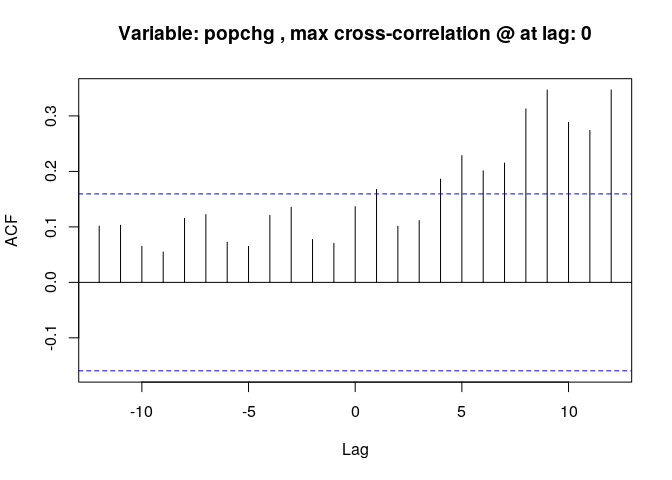 Variable: popchg , max cross-correlation @ at lag: 0
ACF
0.3
0.2
0.1
0.0
-0.1
-10 -5 0 5 10
Lag